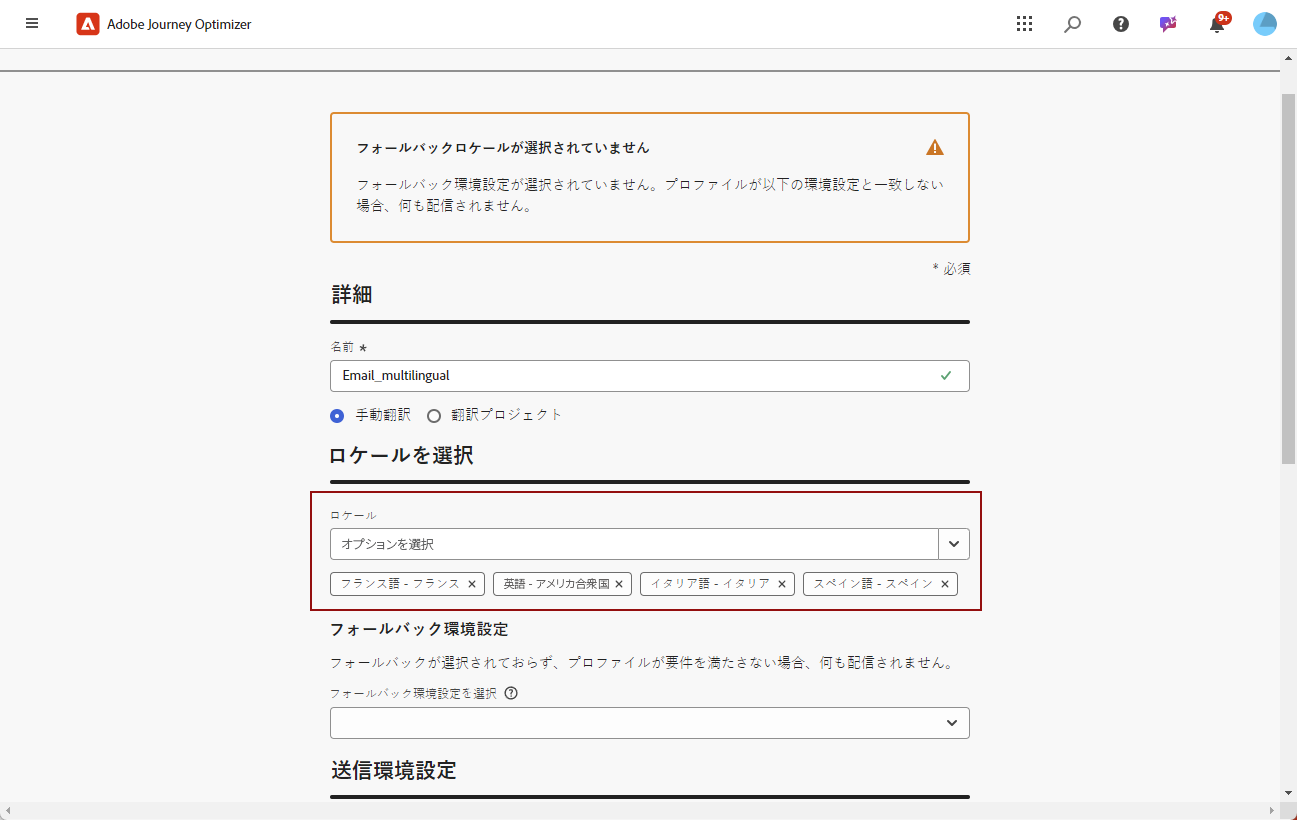 Adobe Journey Optimizer
9+
フォールバックロケールが選択されていません
フォールバック環境設定が選択されていません。プロファイルが以下の環境設定と一致しない
場合、何も配信されません。
* 必須
詳細
名前 *
Email_multilingual
手動翻訳 翻訳プロジェクト
ロケールを選択
ロケール
オプションを選択
フランス語 - フランス × 英語 - アメリカ合衆国 × イタリア語 - イタリア × スペイン語 - スペイン ×
フォールバック環境設定
フォールバックが選択されておらず、プロファイルが要件を満たさない場合、何も配信されません。
フォールバック環境設定を選択
送信環境設定